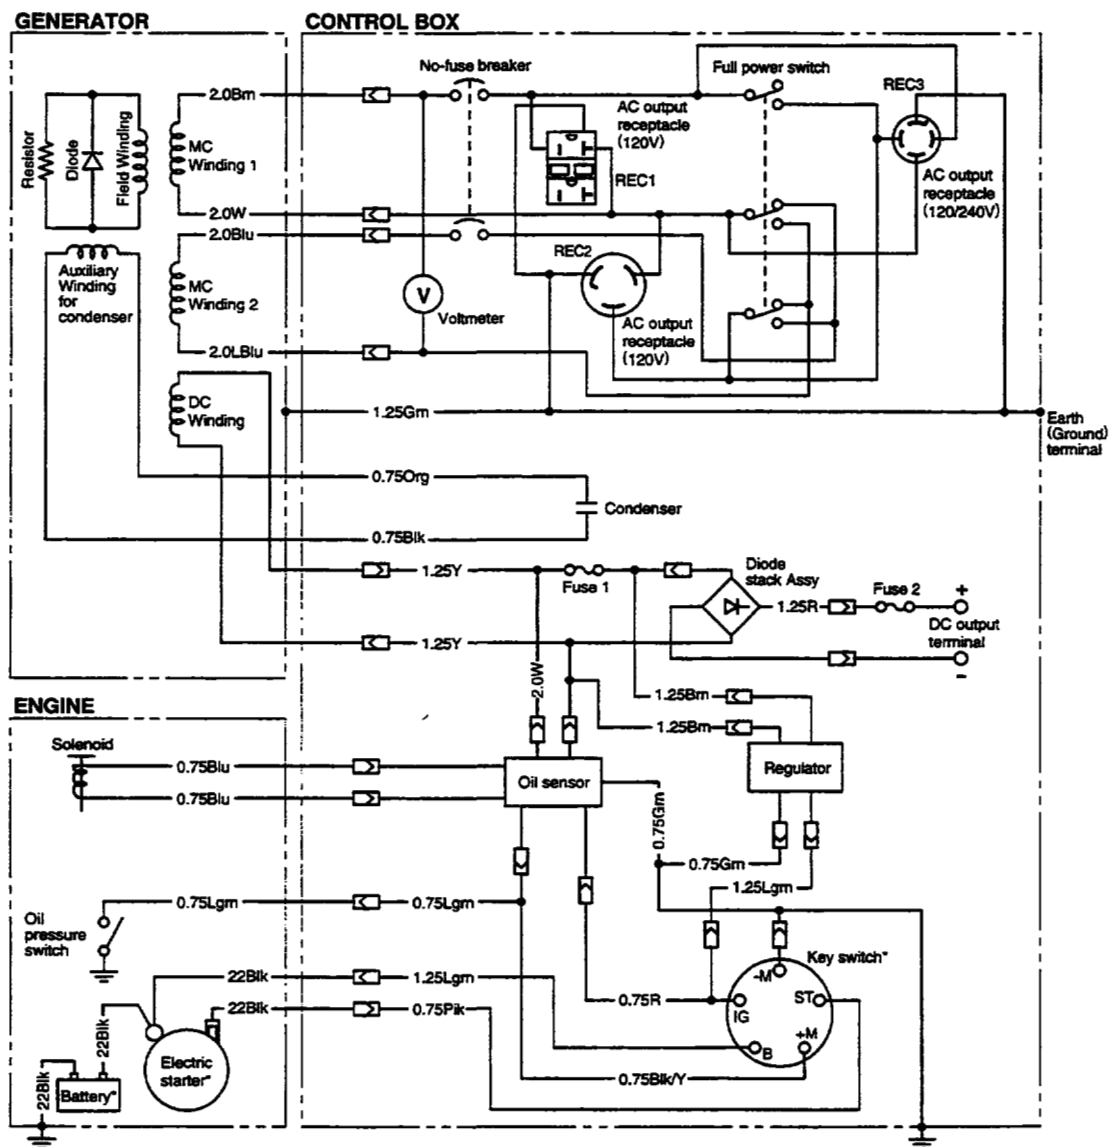 GENERATOR
CONTROL BOX
No-fuse breaker
Full power switch
2.0Brn
REC3
AC output
receptacle
(120V)
Resistor
Diode
Field Winding
MC
Winding 1
REC1
AC output
receptacle
(120/240V)
2.0W
2.0Blu
REC2
Auxiliary
Winding
for
condenser
MC
Winding 2
V
Voltmeter
AC output
receptacle
(120V)
2.0LBlu
DC
Winding
1.25Grn
Earth
(Ground)
terminal
0.75Org
Condenser
0.75Blk
1.25Y
Fuse 1
Diode
stack Assy
Fuse 2
+
1.25R
DC output
terminal
-
1.25Y
2.0W
1.25Brn
1.25Brn
ENGINE
Solenoid
0.75Blu
0.75Blu
Oil sensor
Regulator
0.75Grn
0.75Grn
1.25Lgrn
0.75Lgrn
0.75Lgrn
Oil
pressure
switch
Key switch*
-M
22Blk
1.25Lgrn
0.75R
IG
ST
22Blk
0.75Pik
+M
B
22Blk
Electric
starter*
0.75Blk/Y
22Blk
Battery*